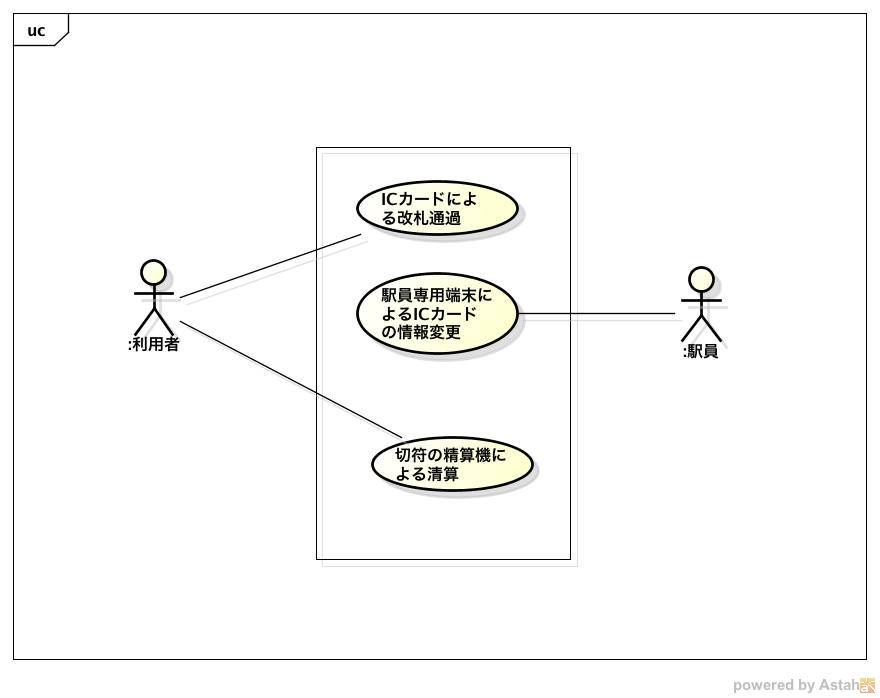 uc
ICカードによ
る改札通過
駅員専用端末に
よるICカード
の情報変更
:利用者
:駅員
切符の精算機に
よる清算
powered by Astah